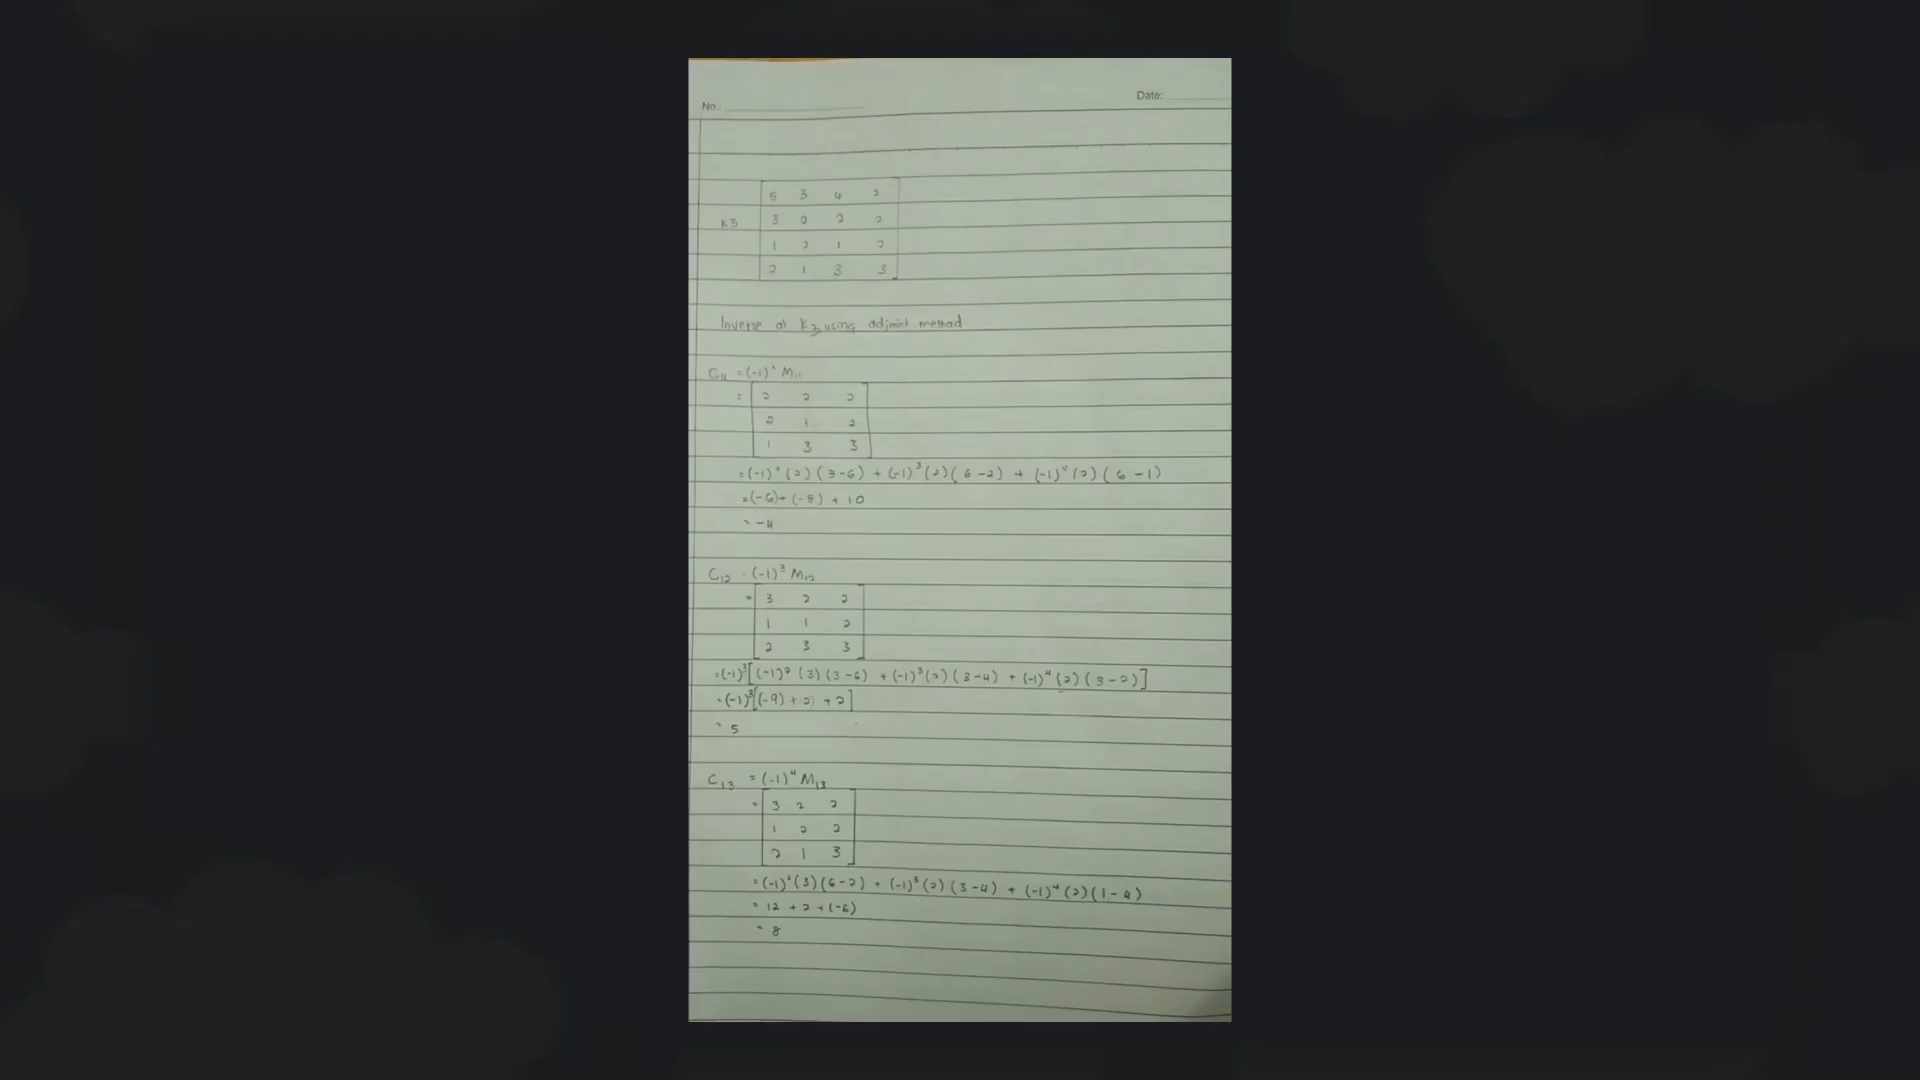 No.:
Date:
5 3 4 2
K3 3 2 2 2
1 2 1 2
2 1 3 3
Inverse of K3 using adjoint method
C11 = (-1)² M11
= 2 2 2
2 1 2
1 3 3
= (-1)² (2) (3-6) + (-1)³ (2) (6-2) + (-1)⁴ (2) (6-1)
= (-6) + (-8) + 10
= -4
C12 = (-1)³ M12
= 3 2 2
1 1 2
2 3 3
= (-1)³ [(-1)² (3) (3-6) + (-1)³ (2) (3-4) + (-1)⁴ (2) (3-2)]
= (-1)³ [(-9) + 2 + 2]
= 5
C13 = (-1)⁴ M13
= 3 2 2
1 2 2
2 1 3
= (-1)² (3) (6-2) + (-1)³ (2) (3-4) + (-1)⁴ (2) (1-4)
= 12 + 2 + (-6)
= 8